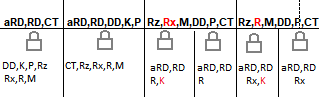 aRD,RD,CT
aRD,RD,DD,K,P
Rz,Rx,M,DD,P,CT
Rz,R,M,DD,P,CT
DD,K,P,Rz
Rx,R,M
CT,Rz,Rx,R,M
aRD,RD
R,K
aRD,RD
R
aRD,RD
Rx,K
aRD,RD
Rx